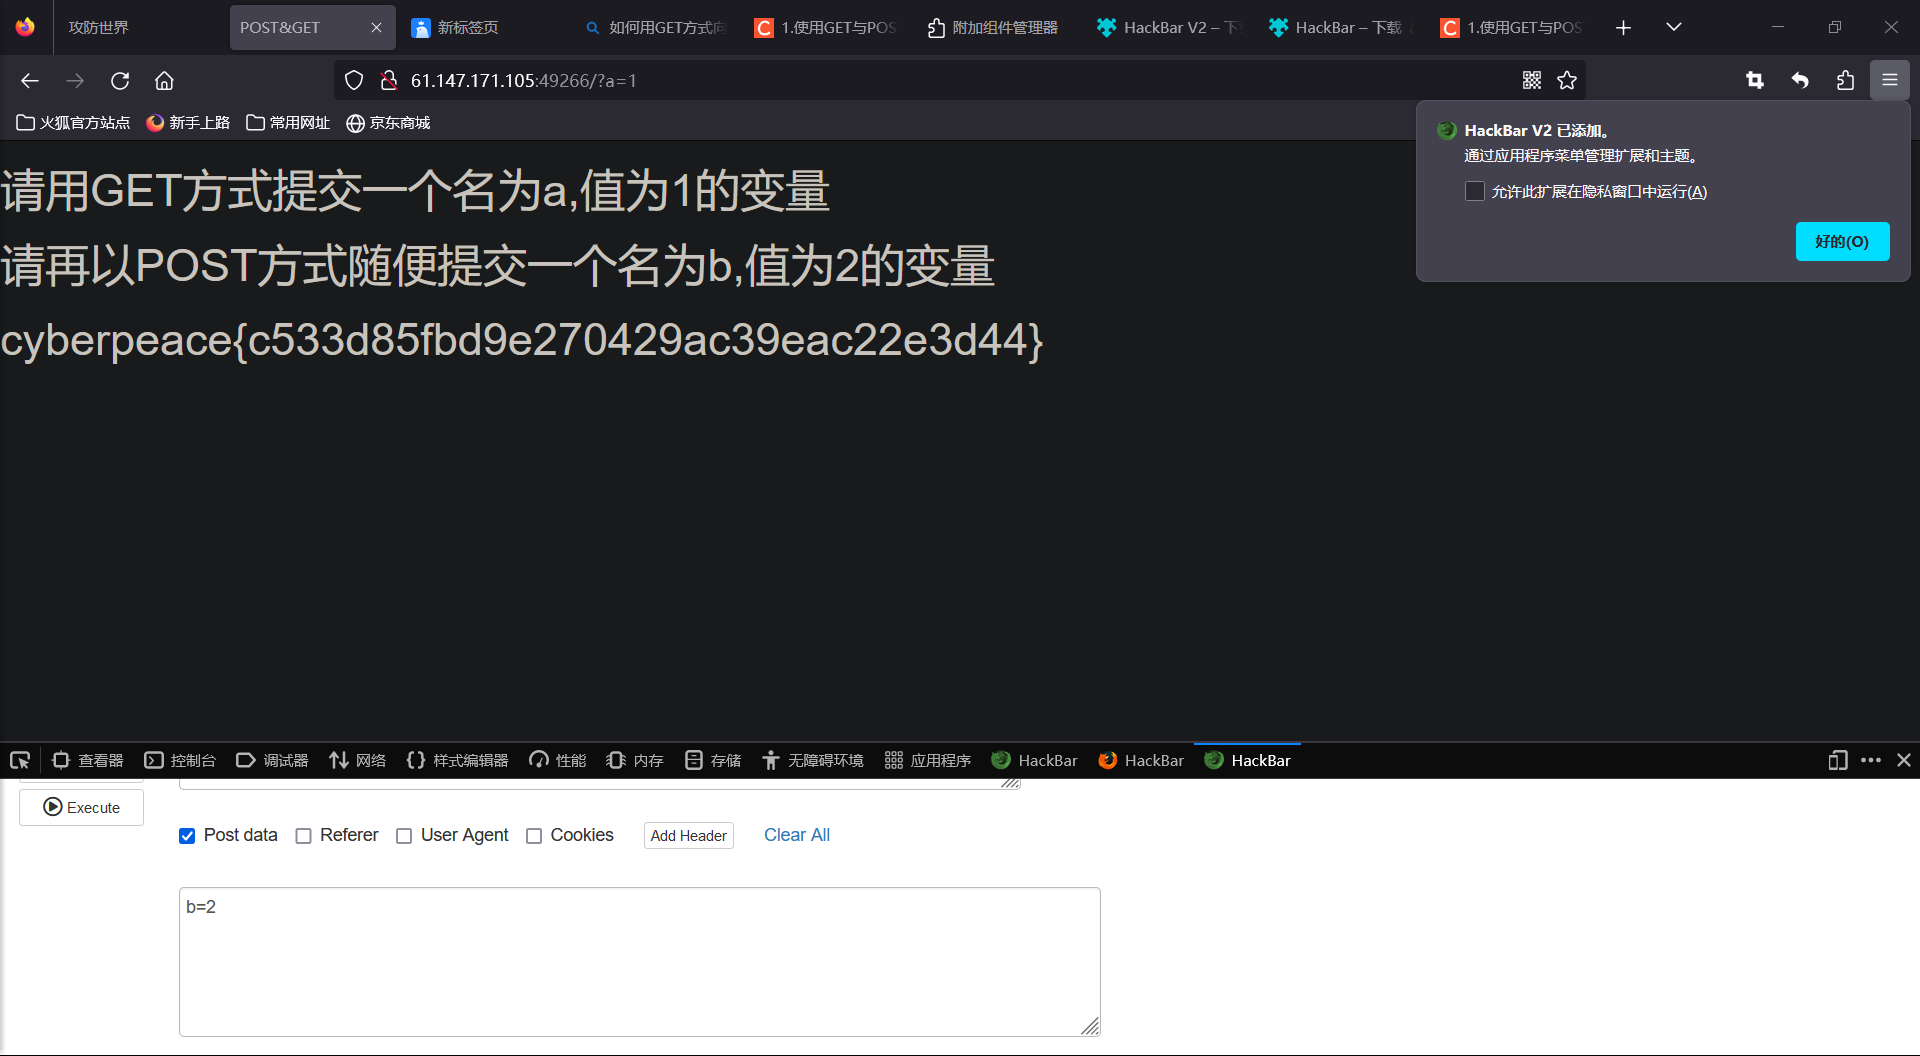 攻防世界
POST&GET
新标签页
如何用GET方式向
1.使用GET与POS
附加组件管理器
HackBar V2 – 下
HackBar – 下载
1.使用GET与POS
61.147.171.105:49266/?a=1
火狐官方站点
新手上路
常用网址
京东商城
HackBar V2 已添加。
通过应用程序菜单管理扩展和主题。
允许此扩展在隐私窗口中运行(A)
好的(O)
请用GET方式提交一个名为a,值为1的变量
请再以POST方式随便提交一个名为b,值为2的变量
cyberpeace{c533d85fbd9e270429ac39eac22e3d44}
查看器
控制台
调试器
网络
样式编辑器
性能
内存
存储
无障碍环境
应用程序
HackBar
HackBar
HackBar
Execute
Post data
Referer
User Agent
Cookies
Add Header
Clear All
b=2